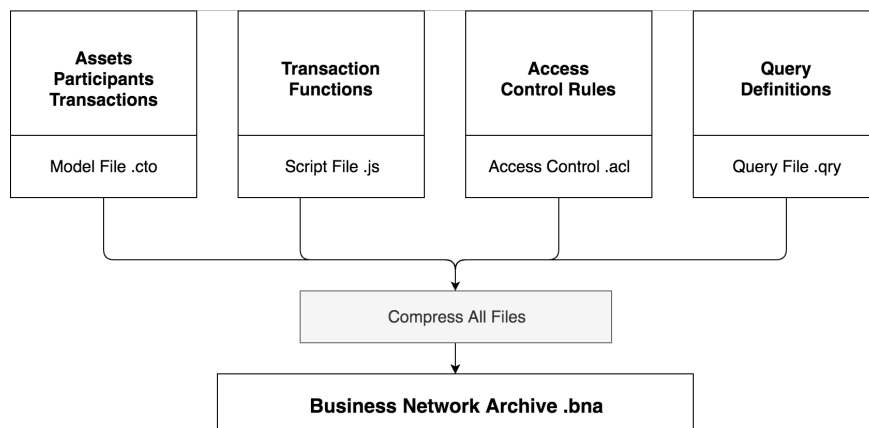 Assets
Participants
Transactions
Model File .cto
Transaction
Functions
Script File .js
Access
Control Rules
Access Control .acl
Query
Definitions
Query File .qry
Compress All Files
Business Network Archive .bna